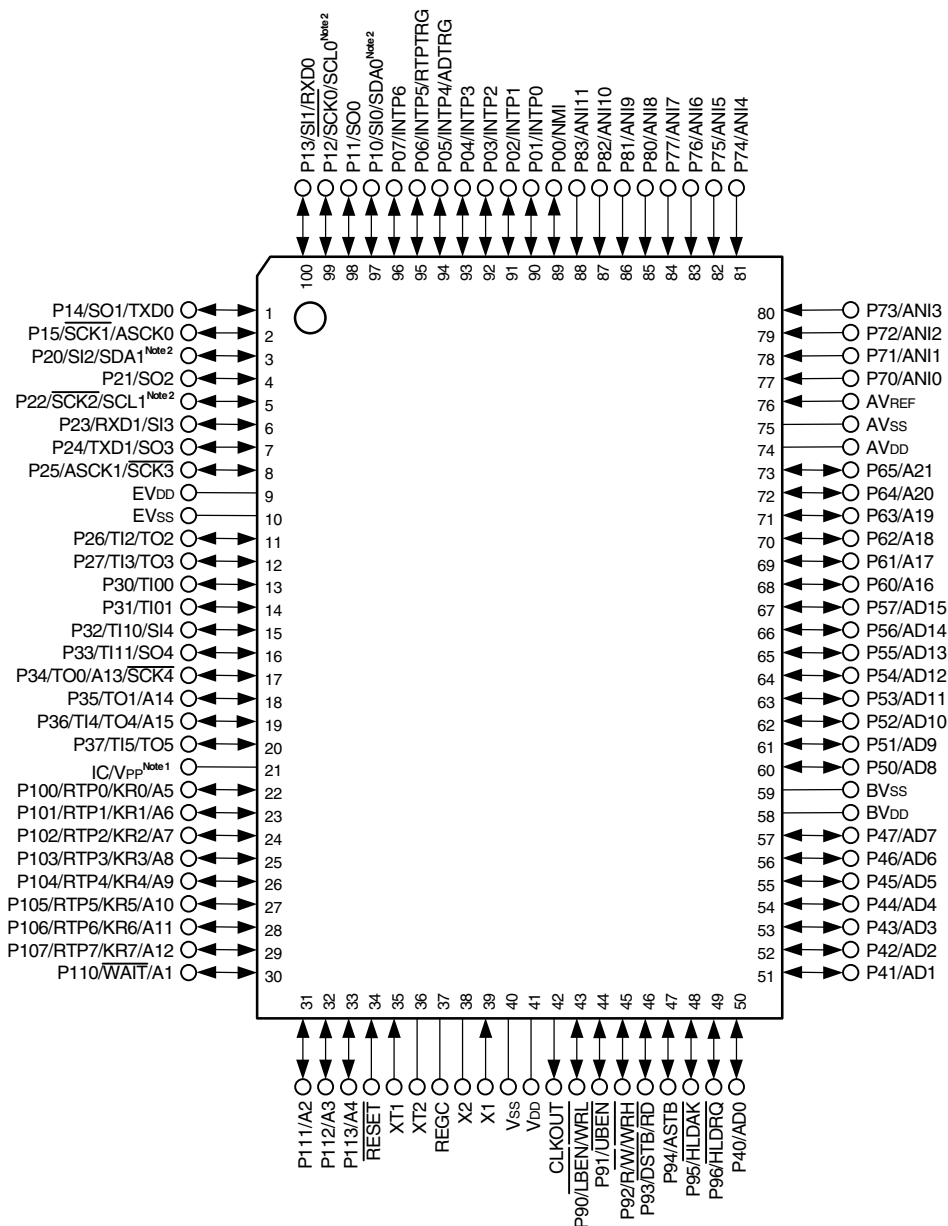 P13/SI1/RXD0
P12/SCK0/SCL0Note 2
P11/SO0
P10/SI0/SDA0Note 2
P07/INTP6
P06/INTP5/RTPTRG
P05/INTP4/ADTRG
P04/INTP3
P03/INTP2
P02/INTP1
P01/INTP0
P00/NMI
P83/ANI11
P82/ANI10
P81/ANI9
P80/ANI8
P77/ANI7
P76/ANI6
P75/ANI5
P74/ANI4
100 99 98 97 96 95 94 93 92 91 90 89 88 87 86 85 84 83 82 81
P14/SO1/TXD0 1
P15/SCK1/ASCK0 2
P20/SI2/SDA1Note 2 3
P21/SO2 4
P22/SCK2/SCL1Note 2 5
P23/RXD1/SI3 6
P24/TXD1/SO3 7
P25/ASCK1/SCK3 8
EVDD 9
EVSS 10
P26/TI2/TO2 11
P27/TI3/TO3 12
P30/TI00 13
P31/TI01 14
P32/TI10/SI4 15
P33/TI11/SO4 16
P34/TO0/A13/SCK4 17
P35/TO1/A14 18
P36/TI4/TO4/A15 19
P37/TI5/TO5 20
IC/VPPNote 1 21
P100/RTP0/KR0/A5 22
P101/RTP1/KR1/A6 23
P102/RTP2/KR2/A7 24
P103/RTP3/KR3/A8 25
P104/RTP4/KR4/A9 26
P105/RTP5/KR5/A10 27
P106/RTP6/KR6/A11 28
P107/RTP7/KR7/A12 29
P110/WAIT/A1 30
80 P73/ANI3
79 P72/ANI2
78 P71/ANI1
77 P70/ANI0
76 AVREF
75 AVSS
74 AVDD
73 P65/A21
72 P64/A20
71 P63/A19
70 P62/A18
69 P61/A17
68 P60/A16
67 P57/AD15
66 P56/AD14
65 P55/AD13
64 P54/AD12
63 P53/AD11
62 P52/AD10
61 P51/AD9
60 P50/AD8
59 BVSS
58 BVDD
57 P47/AD7
56 P46/AD6
55 P45/AD5
54 P44/AD4
53 P43/AD3
52 P42/AD2
51 P41/AD1
31 32 33 34 35 36 37 38 39 40 41 42 43 44 45 46 47 48 49 50
P111/A2
P112/A3
P113/A4
RESET
XT1
XT2
REGC
X2
X1
VSS
VDD
CLKOUT
P90/LBEN/WRL
P91/UBEN
P92/R/W/WRH
P93/DSTB/RD
P94/ASTB
P95/HLDAK
P96/HLDRQ
P40/AD0